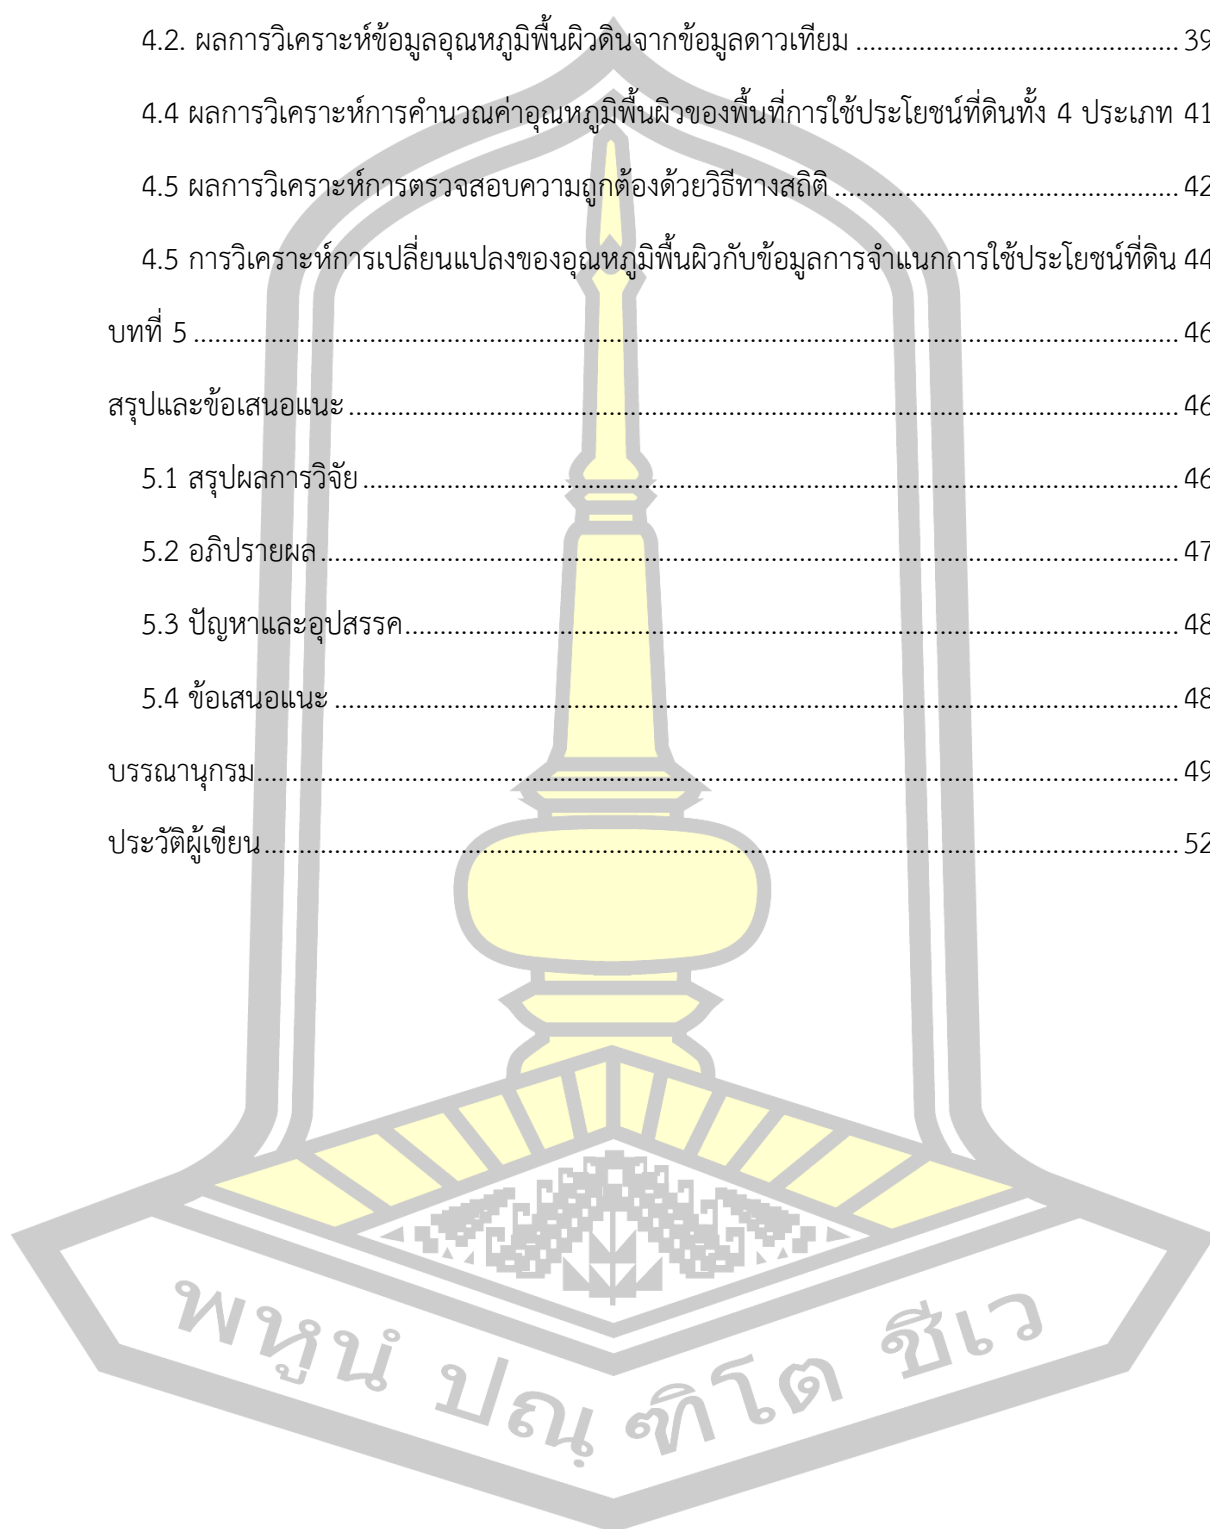 4.2. ผลการวิเคราะห์ข้อมูลอุณหภูมิพื้นผิวดินจากข้อมูลดาวเทียม ............................................. 39
4.4 ผลการวิเคราะห์การคำนวณค่าอุณหภูมิพื้นผิวของพื้นที่การใช้ประโยชน์ที่ดินทั้ง 4 ประเภท 41
4.5 ผลการวิเคราะห์การตรวจสอบความถูกต้องด้วยวิธีทางสถิติ ................................................ 42
4.5 การวิเคราะห์การเปลี่ยนแปลงของอุณหภูมิพื้นผิวกับข้อมูลการจำแนกการใช้ประโยชน์ที่ดิน 44
บทที่ 5 ........................................................................................................................................ 46
สรุปและข้อเสนอแนะ .................................................................................................................. 46
5.1 สรุปผลการวิจัย ................................................................................................................ 46
5.2 อภิปรายผล ...................................................................................................................... 47
5.3 ปัญหาและอุปสรรค .......................................................................................................... 48
5.4 ข้อเสนอแนะ .................................................................................................................... 48
บรรณานุกรม ............................................................................................................................... 49
ประวัติผู้เขียน .............................................................................................................................. 52
พหูนํ ปณฺฑิโต ชีเว